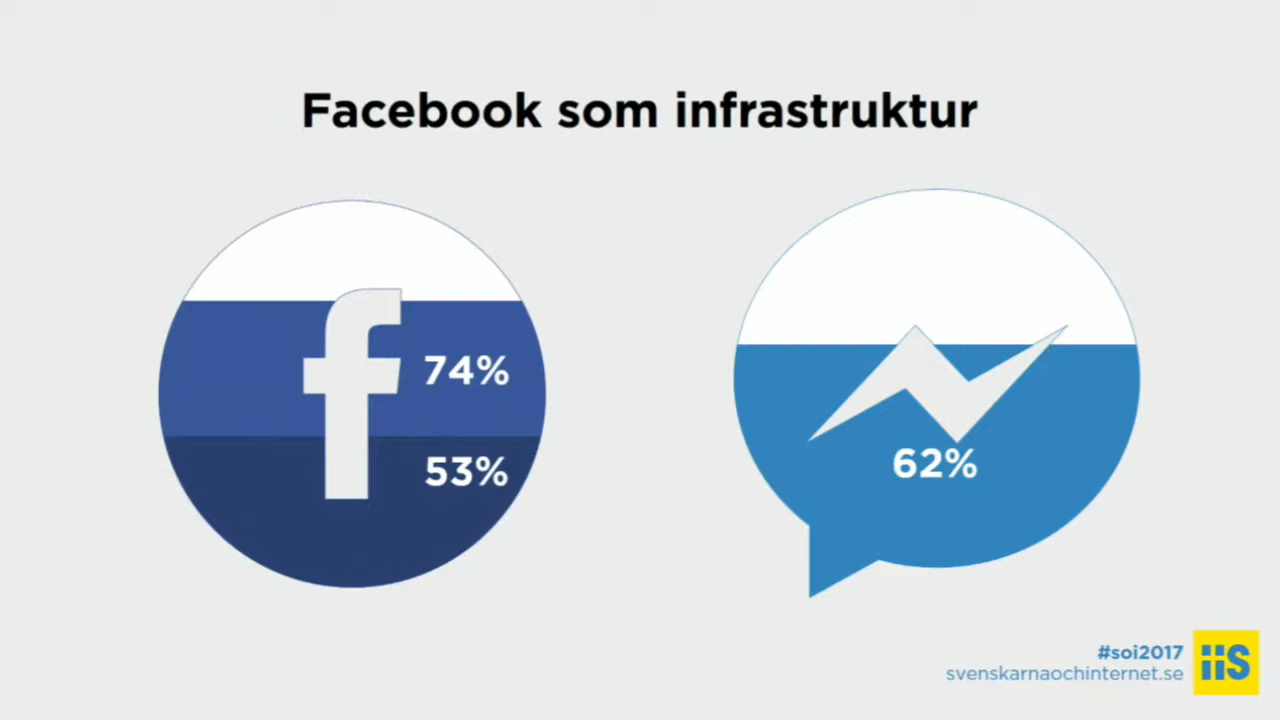 Facebook som infrastruktur
74%
53%
62%
#soi2017
svenskarnaochinternet.se
iis